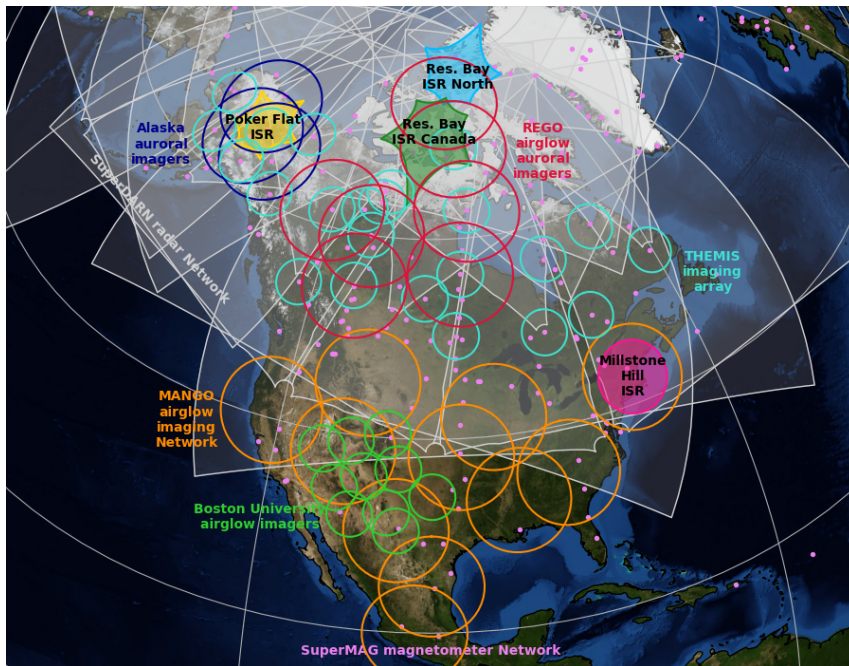 Res. Bay
ISR North
Poker Flat
ISR
Res. Bay
ISR Canada
Alaska
auroral
imagers
REGO
airglow
auroral
imagers
SuperDARN radar Network
THEMIS
imaging
array
Millstone
Hill
ISR
MANGO
airglow
imaging
Network
Boston University
airglow imagers
SuperMAG magnetometer Network